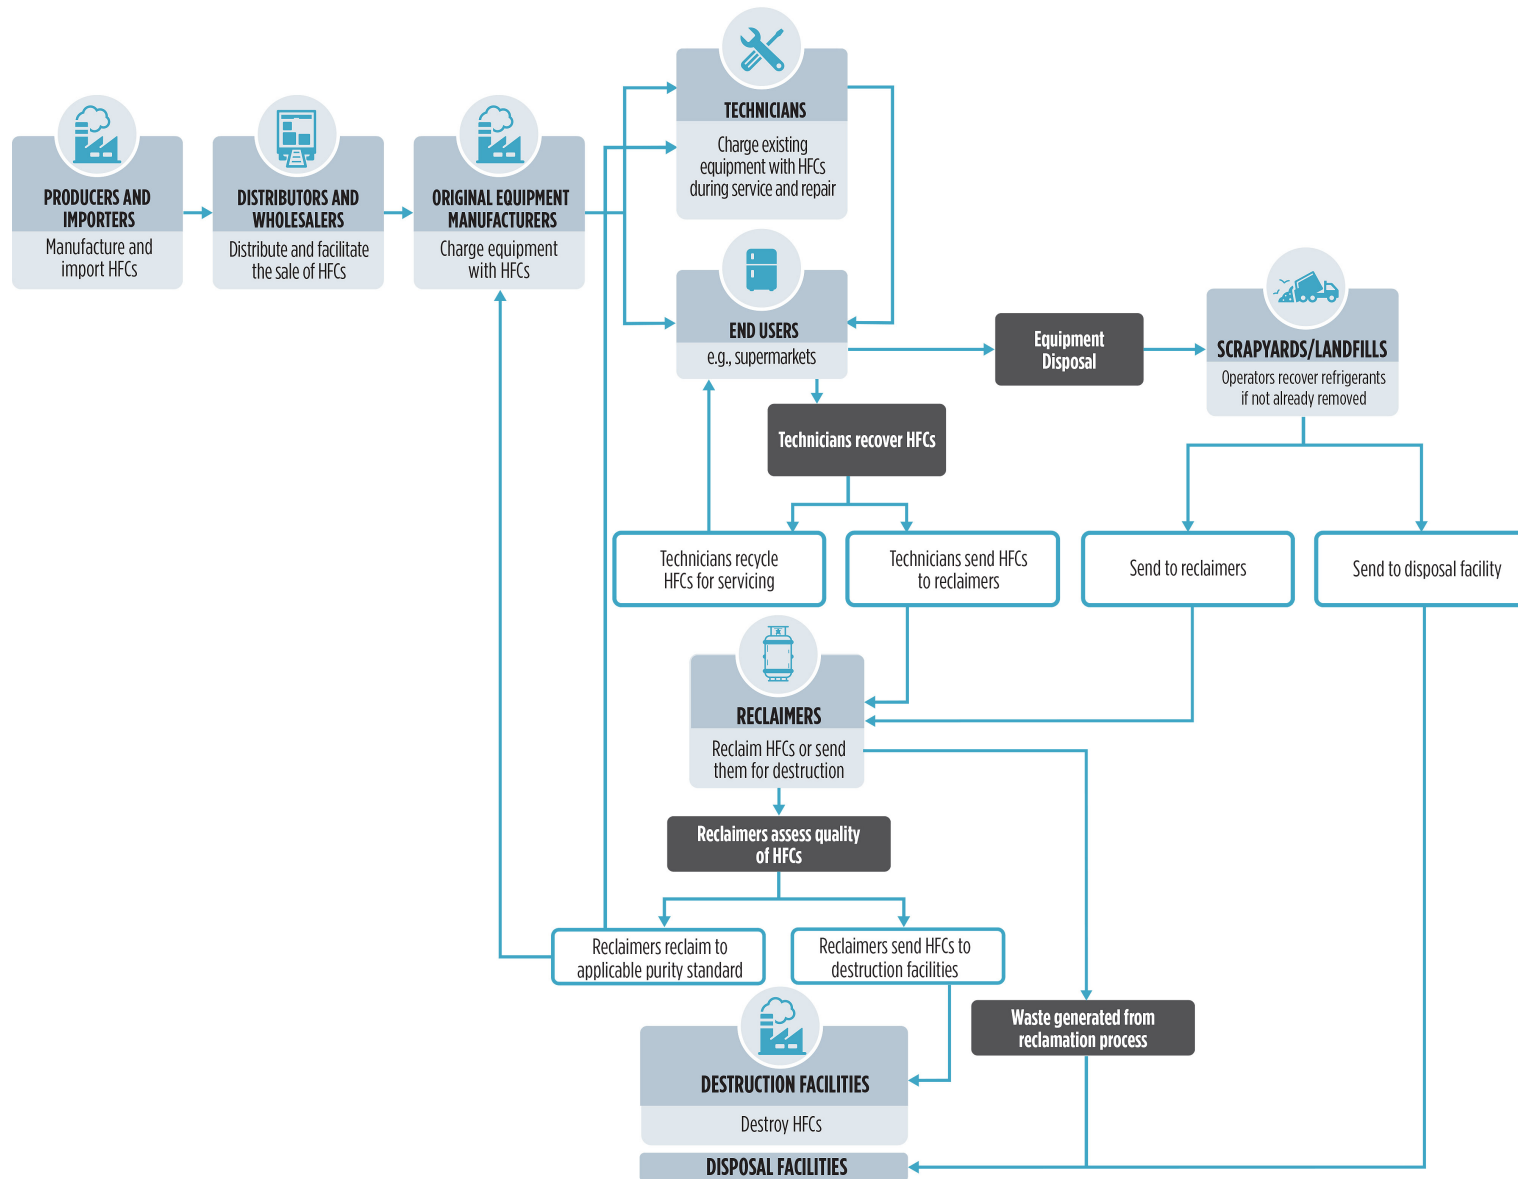 PRODUCERS AND
IMPORTERS
Manufacture and
import HFCs
DISTRIBUTORS AND
WHOLESALERS
Distribute and facilitate
the sale of HFCs
ORIGINAL EQUIPMENT
MANUFACTURERS
Charge equipment
with HFCs
TECHNICIANS
Charge existing
equipment with HFCs
during service and repair
END USERS
e.g., supermarkets
Equipment
Disposal
SCRAPYARDS/LANDFILLS
Operators recover refrigerants
if not already removed
Technicians recover HFCs
Technicians recycle
HFCs for servicing
Technicians send HFCs
to reclaimers
Send to reclaimers
Send to disposal facility
RECLAIMERS
Reclaim HFCs or send
them for destruction
Reclaimers assess quality
of HFCs
Reclaimers reclaim to
applicable purity standard
Reclaimers send HFCs to
destruction facilities
Waste generated from
reclamation process
DESTRUCTION FACILITIES
Destroy HFCs
DISPOSAL FACILITIES